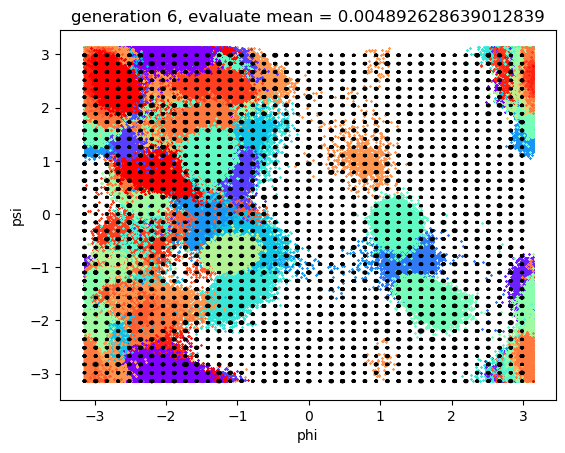 generation 6, evaluate mean = 0.004892628639012839
3
2
1
0
−1
−2
−3
psi
−3 −2 −1 0 1 2 3
phi